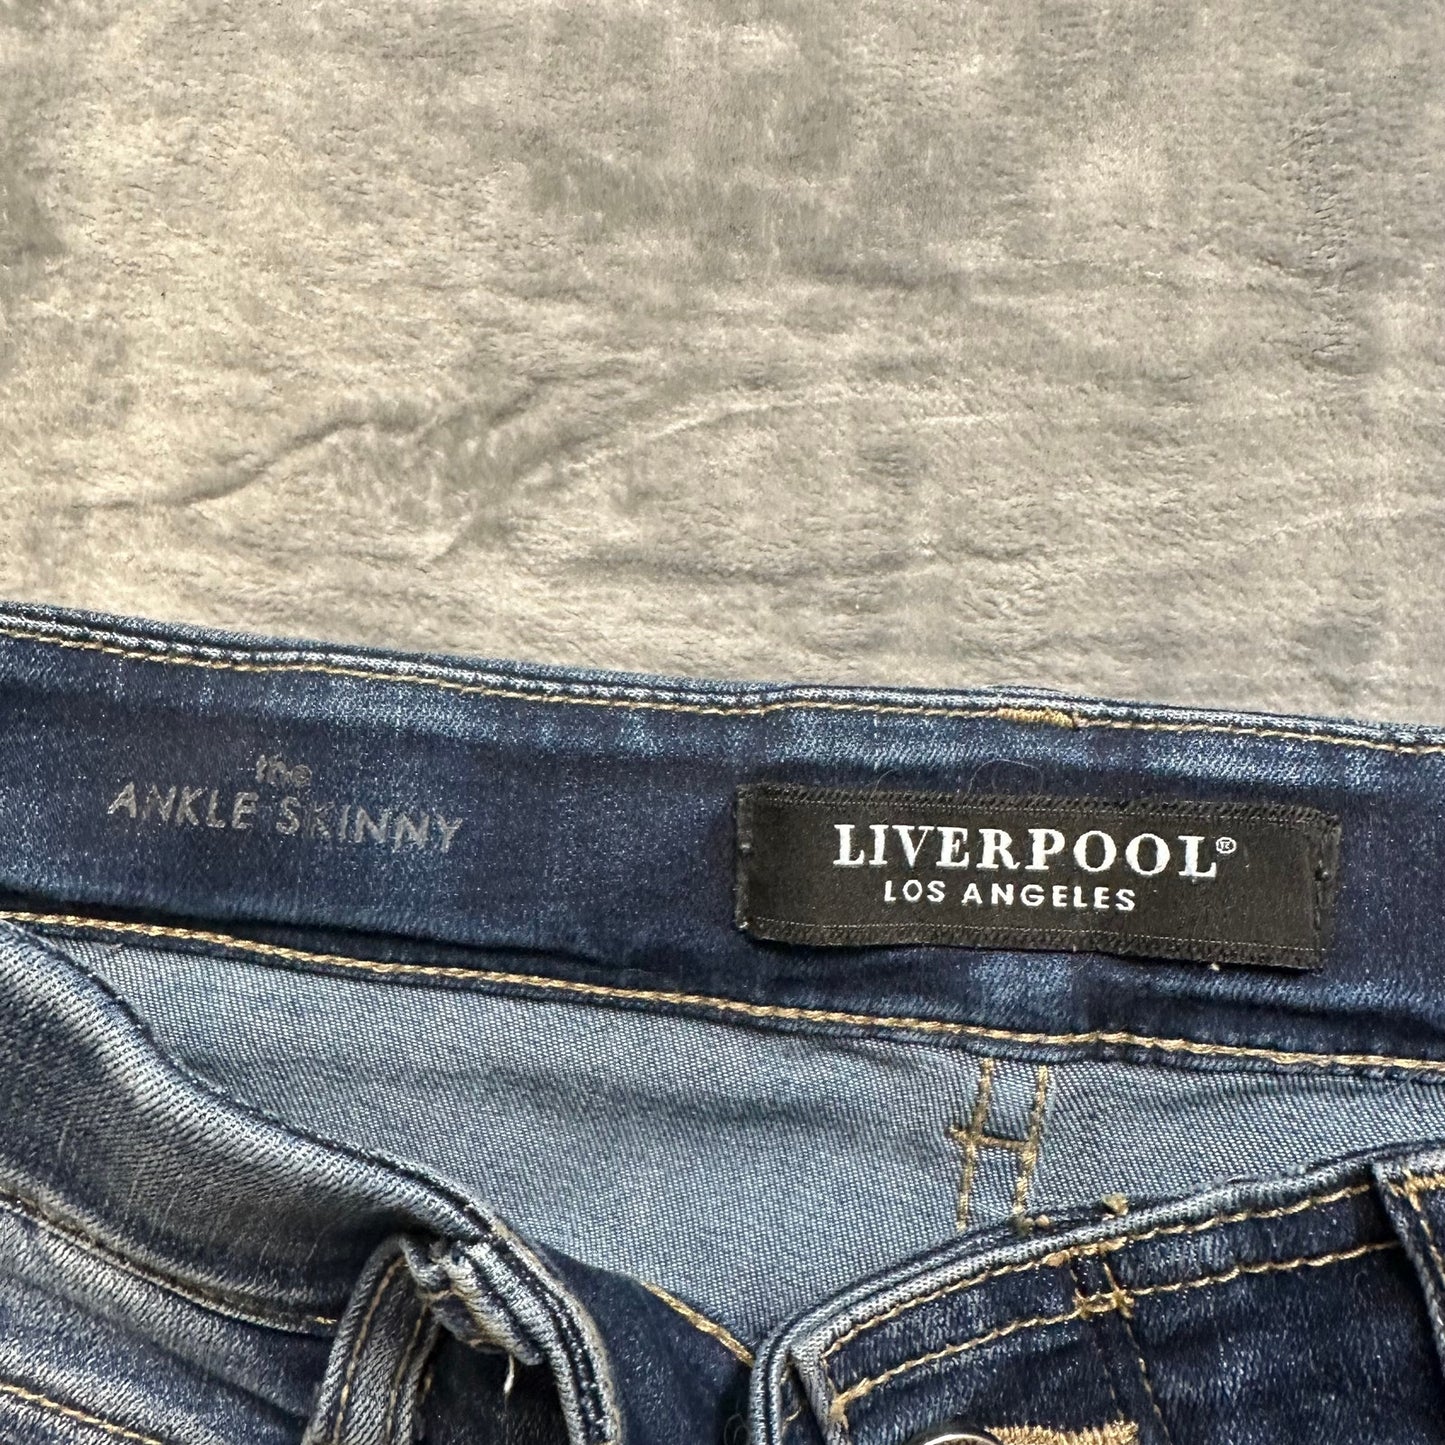 the
ANKLE SKINNY
LIVERPOOL®
LOS ANGELES